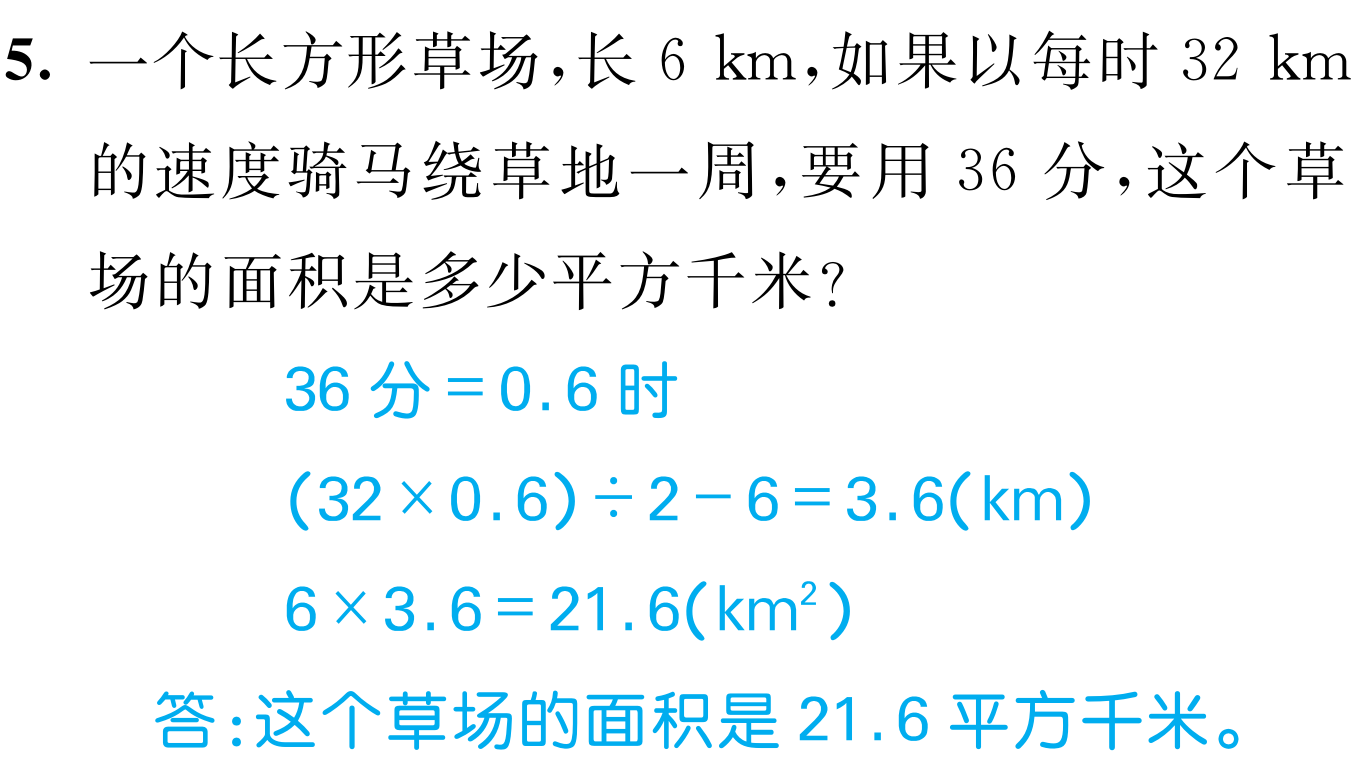 5. 一个长方形草场,长 6 km,如果以每时 32 km
的速度骑马绕草地一周,要用 36 分,这个草
场的面积是多少平方千米?
36 分=0.6 时
(32×0.6)÷2-6=3.6(km)
6×3.6=21.6(km²)
答:这个草场的面积是 21.6 平方千米。